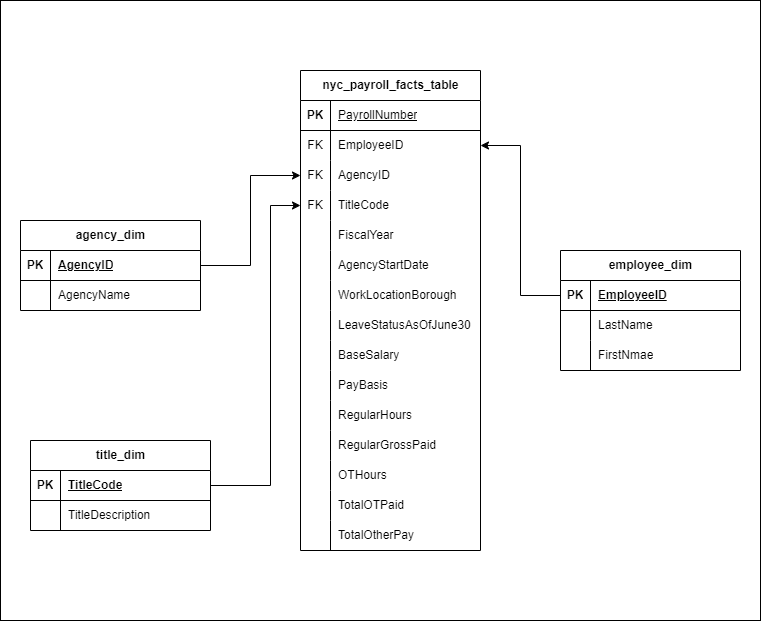 nyc_payroll_facts_table
PK PayrollNumber
FK EmployeeID
FK AgencyID
FK TitleCode
FiscalYear
AgencyStartDate
WorkLocationBorough
LeaveStatusAsOfJune30
BaseSalary
PayBasis
RegularHours
RegularGrossPaid
OTHours
TotalOTPaid
TotalOtherPay
agency_dim
PK AgencyID
AgencyName
title_dim
PK TitleCode
TitleDescription
employee_dim
PK EmployeeID
LastName
FirstNmae